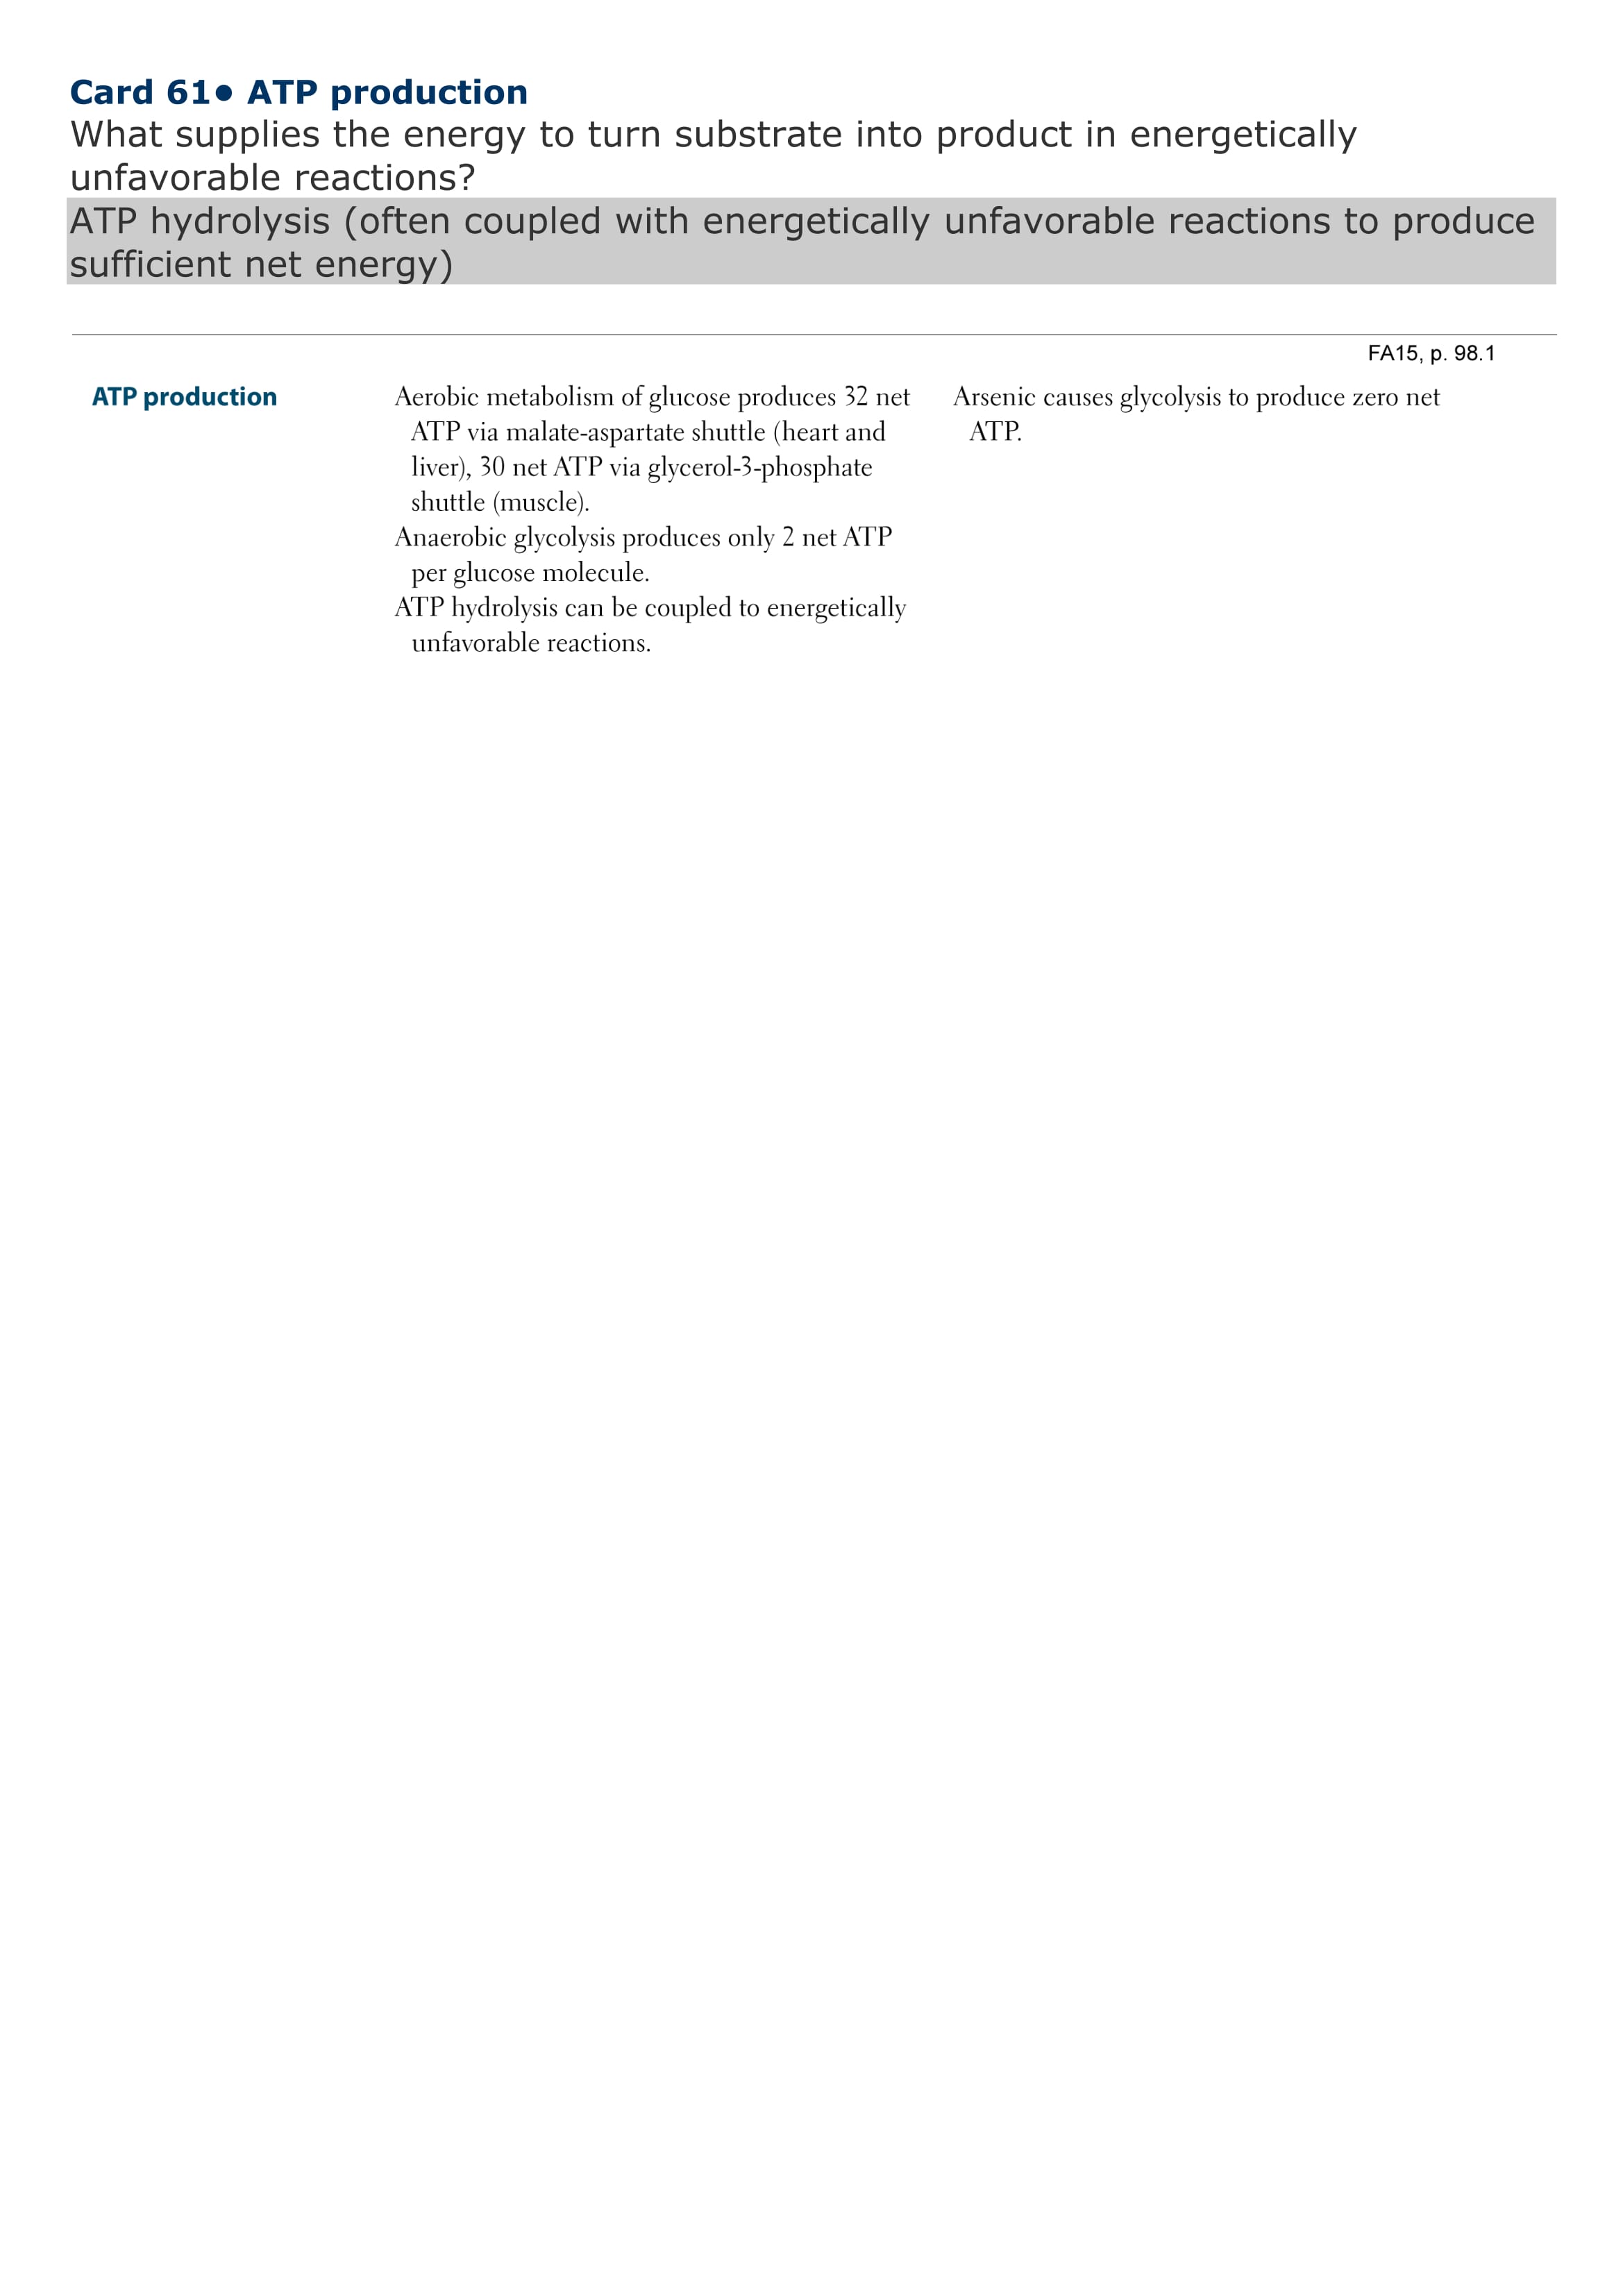 Card 61● ATP production
What supplies the energy to turn substrate into product in energetically
unfavorable reactions?
ATP hydrolysis (often coupled with energetically unfavorable reactions to produce
sufficient net energy)
FA15, p. 98.1
ATP production
Aerobic metabolism of glucose produces 32 net
ATP via malate-aspartate shuttle (heart and
liver), 30 net ATP via glycerol-3-phosphate
shuttle (muscle).
Anaerobic glycolysis produces only 2 net ATP
per glucose molecule.
ATP hydrolysis can be coupled to energetically
unfavorable reactions.
Arsenic causes glycolysis to produce zero net
ATP.